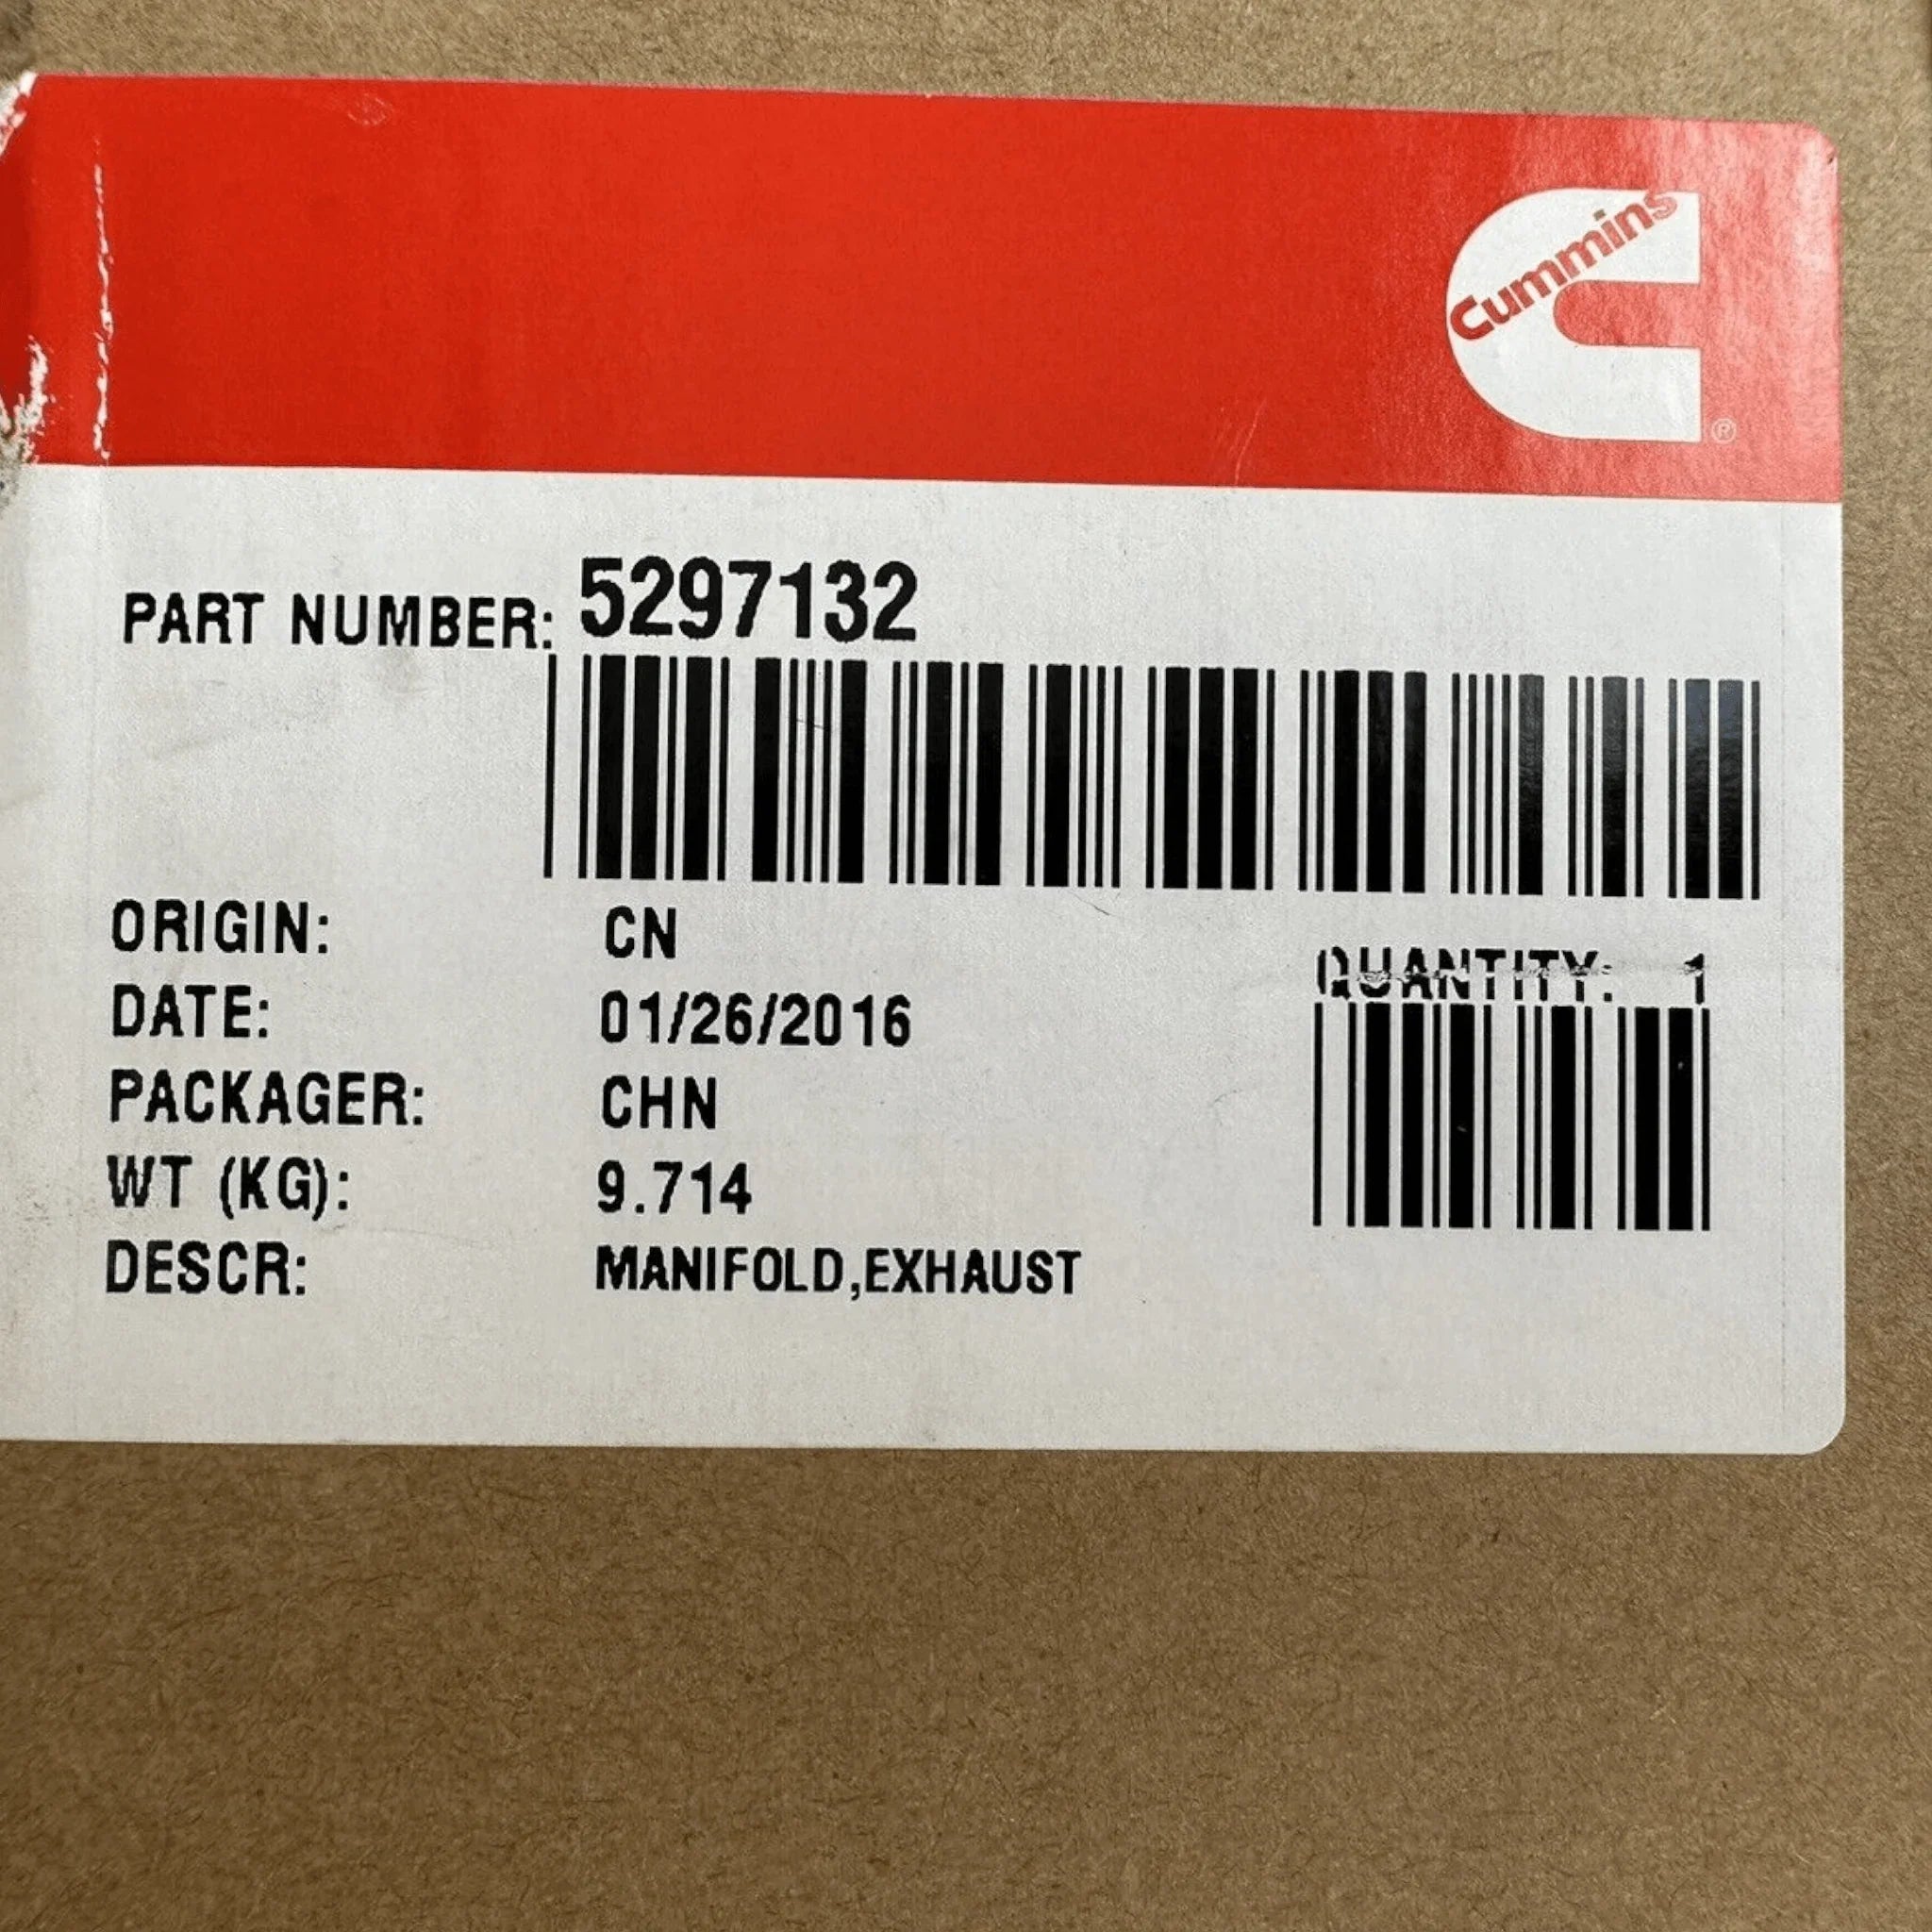 Cummins
®
PART NUMBER: 5297132
ORIGIN: CN
QUANTITY: 1
DATE: 01/26/2016
PACKAGER: CHN
WT (KG): 9.714
DESCR: MANIFOLD,EXHAUST